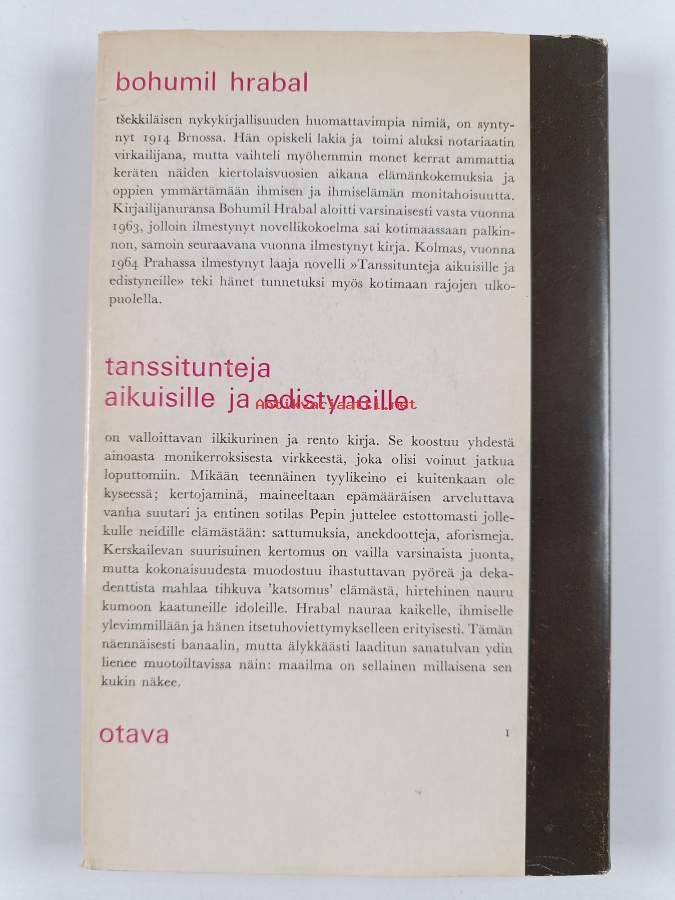 bohumil hrabal
tšekkiläisen nykykirjallisuuden huomattavimpia nimiä, on synty-
nyt 1914 Brnossa. Hän opiskeli lakia ja toimi aluksi notariaatin
virkailijana, mutta vaihteli myöhemmin monet kerrat ammattia
keräten näiden kiertolaisvuosien aikana elämänkokemuksia ja
oppien ymmärtämään ihmisen ja ihmiselämän monitahoisuutta.
Kirjailijanuransa Bohumil Hrabal aloitti varsinaisesti vasta vuonna
1963, jolloin ilmestynyt novellikokoelma sai kotimaassaan palkin-
non, samoin seuraavana vuonna ilmestynyt kirja. Kolmas, vuonna
1964 Prahassa ilmestynyt laaja novelli »Tanssitunteja aikuisille ja
edistyneille» teki hänet tunnetuksi myös kotimaan rajojen ulko-
puolella.
tanssitunteja
aikuisille ja edistyneille
Antikvariaatit.net
on valloittavan ilkikurinen ja rento kirja. Se koostuu yhdestä
ainoasta monikerroksisesta virkkeestä, joka olisi voinut jatkua
loputtomiin. Mikään teennäinen tyylikeino ei kuitenkaan ole
kyseessä; kertojaminä, maineeltaan epämääräisen arveluttava
vanha suutari ja entinen sotilas Pepin juttelee estottomasti jolle-
kulle neidille elämästään: sattumuksia, anekdootteja, aforismeja.
Kerskailevan suurisuinen kertomus on vailla varsinaista juonta,
mutta kokonaisuudesta muodostuu ihastuttavan pyöreä ja deka-
denttista mahlaa tihkuva 'katsomus' elämästä, hirtehinen nauru
kumoon kaatuneille idoleille. Hrabal nauraa kaikelle, ihmiselle
ylevimmillään ja hänen itsetuhoviettymykselleen erityisesti. Tämän
näennäisesti banaalin, mutta älykkäästi laaditun sanatulvan ydin
lienee muotoiltavissa näin: maailma on sellainen millaisena sen
kukin näkee.
otava
1